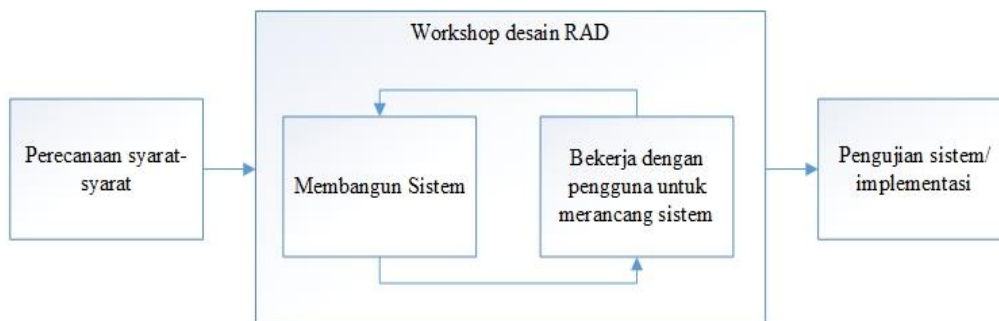 Workshop desain RAD
Perecanaan syarat-
syarat
Membangun Sistem
Bekerja dengan
pengguna untuk
merancang sistem
Pengujian sistem/
implementasi